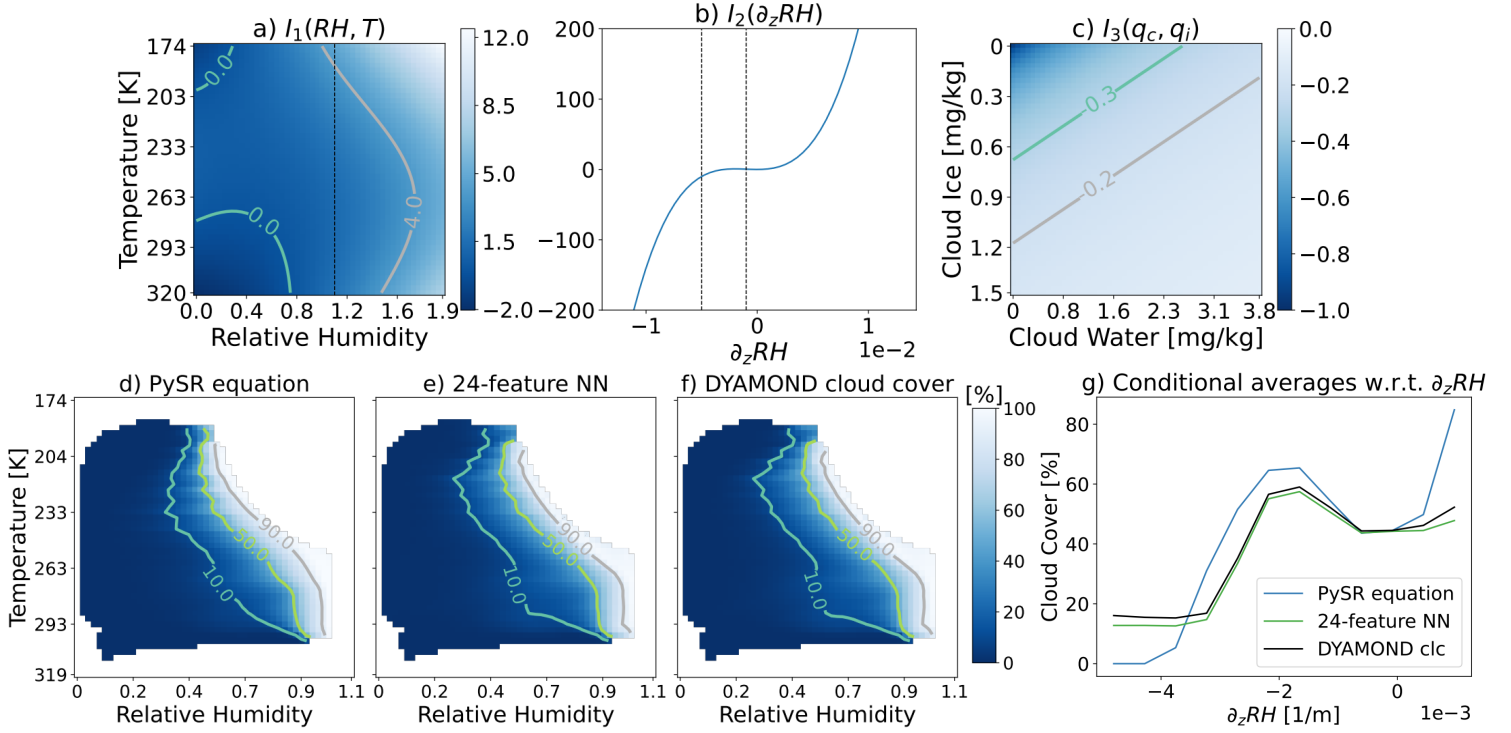 a) I₁(RH, T)
174
203
233
263
293
320
Temperature [K]
0.0
0.0
4.0
0.0 0.4 0.8 1.2 1.6 1.9
Relative Humidity
12.0
8.5
5.0
1.5
−2.0
b) I₂(∂zRH)
200
100
0
−100
−200
−1 0 1
1e−2
∂zRH
c) I₃(qc, qi)
0
0.3
0.6
0.9
1.2
1.5
Cloud Ice [mg/kg]
-0.3
-0.2
0 0.8 1.6 2.3 3.1 3.8
Cloud Water [mg/kg]
0.0
−0.2
−0.4
−0.6
−0.8
−1.0
d) PySR equation
174
204
233
263
293
319
Temperature [K]
10.0
50.0
90.0
0 0.2 0.4 0.7 0.9 1.1
Relative Humidity
e) 24-feature NN
10.0
50.0
90.0
0 0.2 0.4 0.7 0.9 1.1
Relative Humidity
f) DYAMOND cloud cover
10.0
50.0
90.0
0 0.2 0.4 0.7 0.9 1.1
Relative Humidity
[%]
100
80
60
40
20
0
g) Conditional averages w.r.t. ∂zRH
80
60
40
20
0
Cloud Cover [%]
PySR equation
24-feature NN
DYAMOND clc
−4 −2 0
1e−3
∂zRH [1/m]